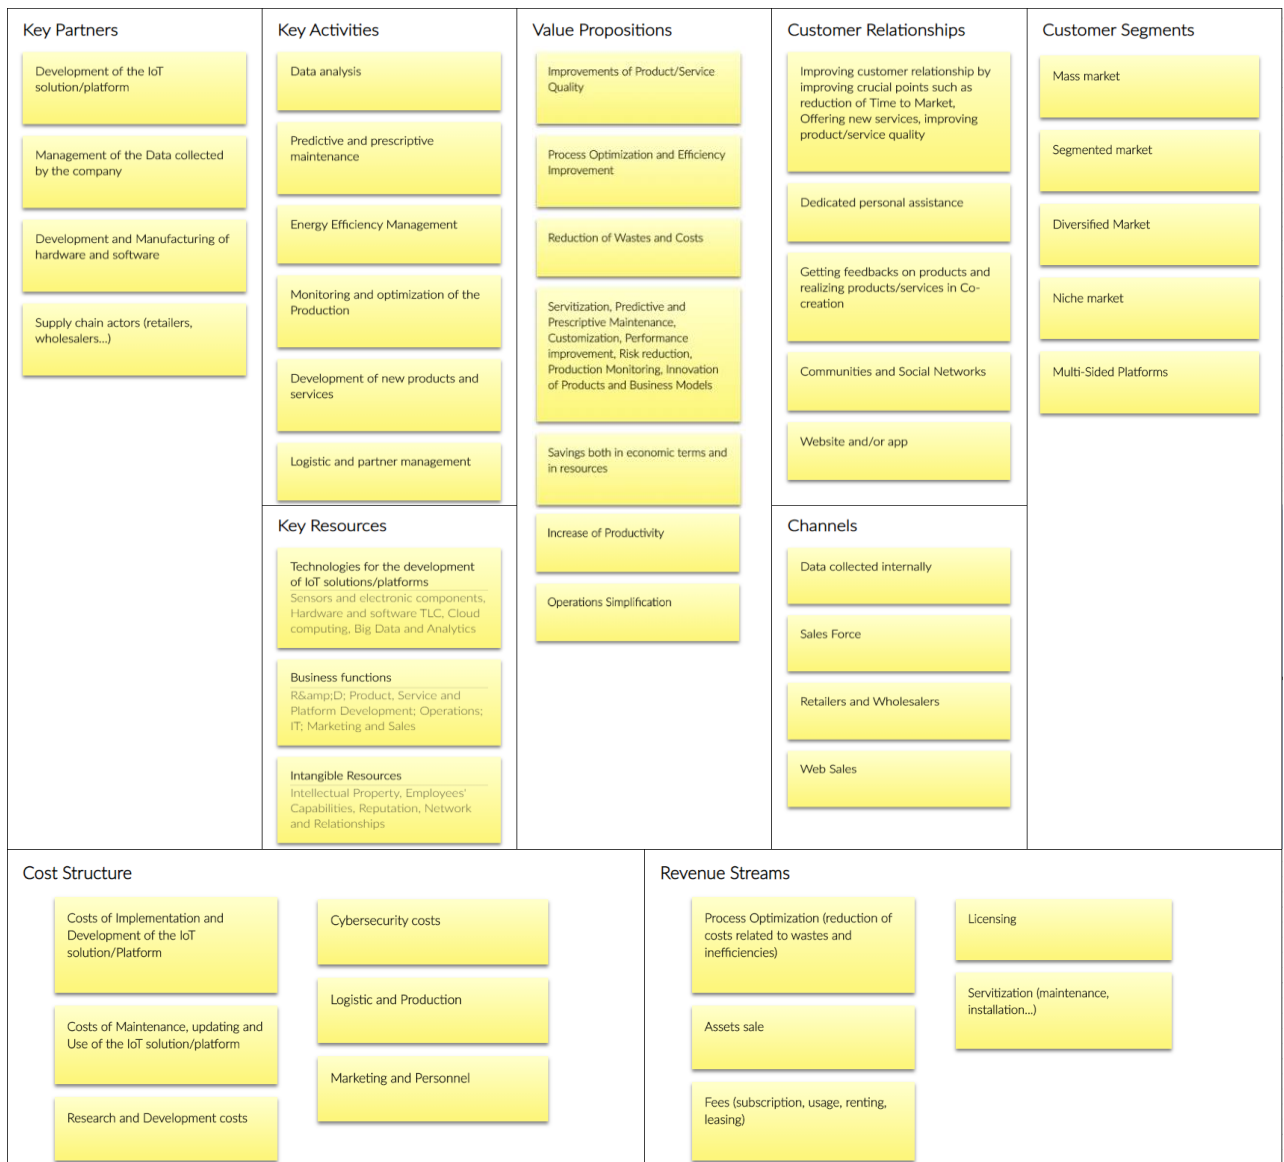 Key Partners
Development of the IoT
solution/platform
Management of the Data collected
by the company
Development and Manufacturing of
hardware and software
Supply chain actors (retailers,
wholesalers...)
Key Activities
Data analysis
Predictive and prescriptive
maintenance
Energy Efficiency Management
Monitoring and optimization of the
Production
Development of new products and
services
Logistic and partner management
Key Resources
Technologies for the development
of IoT solutions/platforms
Sensors and electronic components,
Hardware and software TLC, Cloud
computing, Big Data and Analytics
Business functions
R&amp;D; Product, Service and
Platform Development; Operations;
IT; Marketing and Sales
Intangible Resources
Intellectual Property, Employees'
Capabilities, Reputation, Network
and Relationships
Value Propositions
Improvements of Product/Service
Quality
Process Optimization and Efficiency
Improvement
Reduction of Wastes and Costs
Servitization, Predictive and
Prescriptive Maintenance,
Customization, Performance
improvement, Risk reduction,
Production Monitoring, Innovation
of Products and Business Models
Savings both in economic terms and
in resources
Increase of Productivity
Operations Simplification
Customer Relationships
Improving customer relationship by
improving crucial points such as
reduction of Time to Market,
Offering new services, improving
product/service quality
Dedicated personal assistance
Getting feedbacks on products and
realizing products/services in Co-
creation
Communities and Social Networks
Website and/or app
Channels
Data collected internally
Sales Force
Retailers and Wholesalers
Web Sales
Customer Segments
Mass market
Segmented market
Diversified Market
Niche market
Multi-Sided Platforms
Cost Structure
Costs of Implementation and
Development of the IoT
solution/Platform
Costs of Maintenance, updating and
Use of the IoT solution/platform
Research and Development costs
Cybersecurity costs
Logistic and Production
Marketing and Personnel
Revenue Streams
Process Optimization (reduction of
costs related to wastes and
inefficiencies)
Assets sale
Fees (subscription, usage, renting,
leasing)
Licensing
Servitization (maintenance,
installation...)